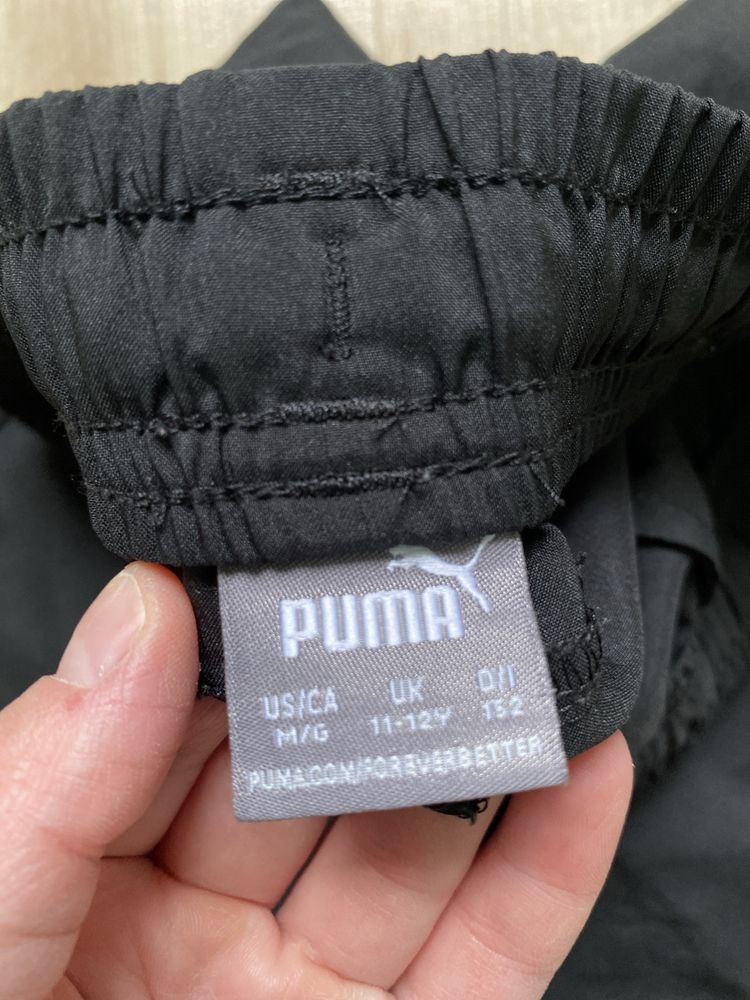 PUMA
US/CA UK D/I
M/G 11-12Y 152
PUMA.COM/FOREVERBETTER